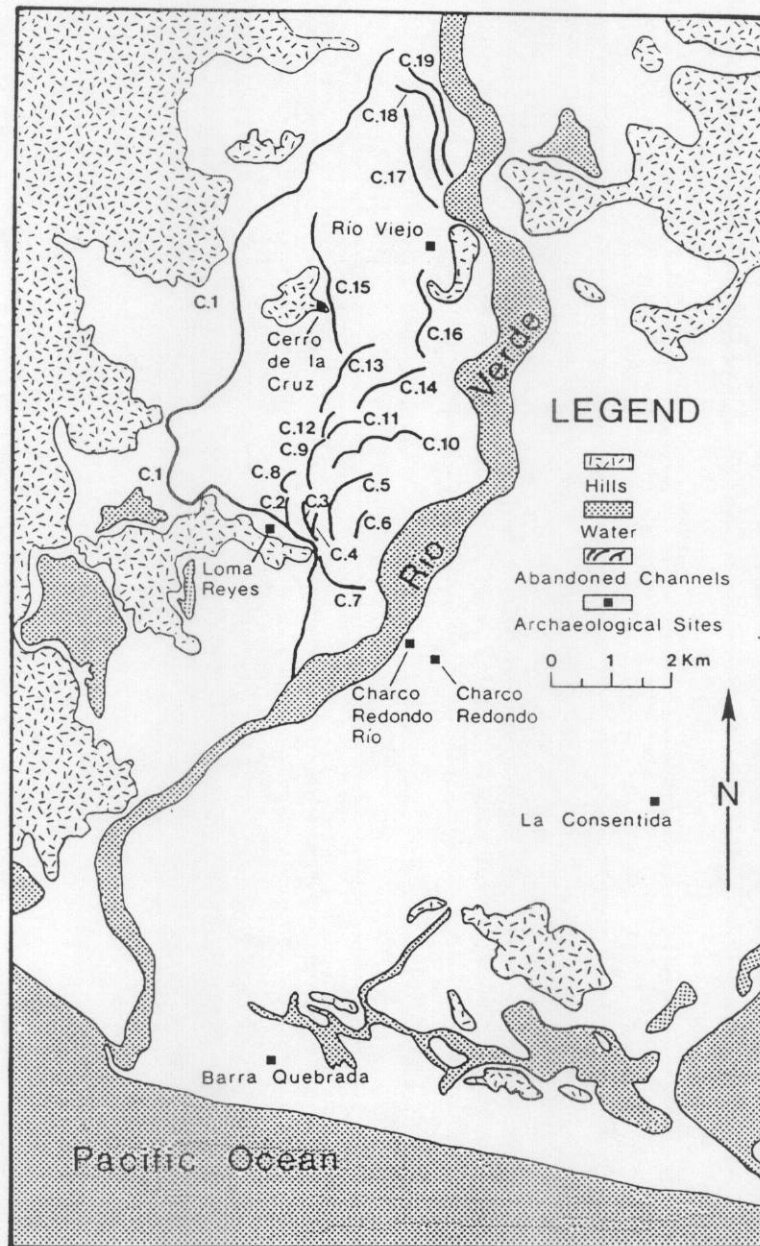 C.19
C.18
C.17
Río Viejo
C.1
C.15
C.16
Cerro
de la
Cruz
C.13
C.14
Verde
LEGEND
C.12
C.11
C.9
C.10
C.1
C.8
C.5
Hills
C.2
C.3
C.6
Water
C.4
Loma
Reyes
Río
Abandoned Channels
C.7
Archaeological Sites
0 1 2 Km
Charco
Redondo
Río
Charco
Redondo
N
La Consentida
Barra Quebrada
Pacific Ocean